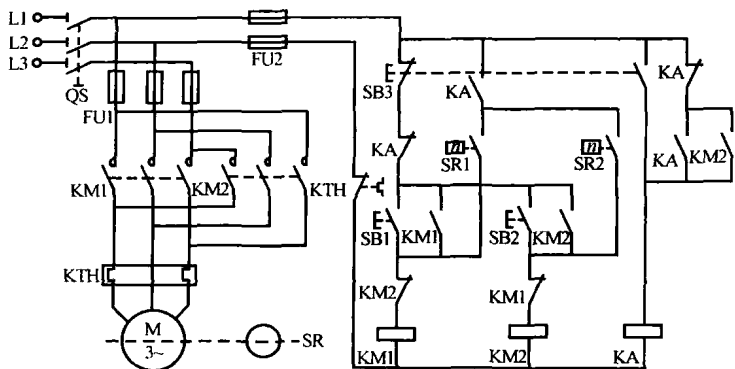 L1
L2
L3
QS
FU2
FU1
SB3
KA
KA
KA
SR1
n
SR2
n
KA
KM2
KM1
KM2
KTH
SB1
KM1
SB2
KM2
KTH
KM2
KM1
M
3~
SR
KM1
KM2
KA